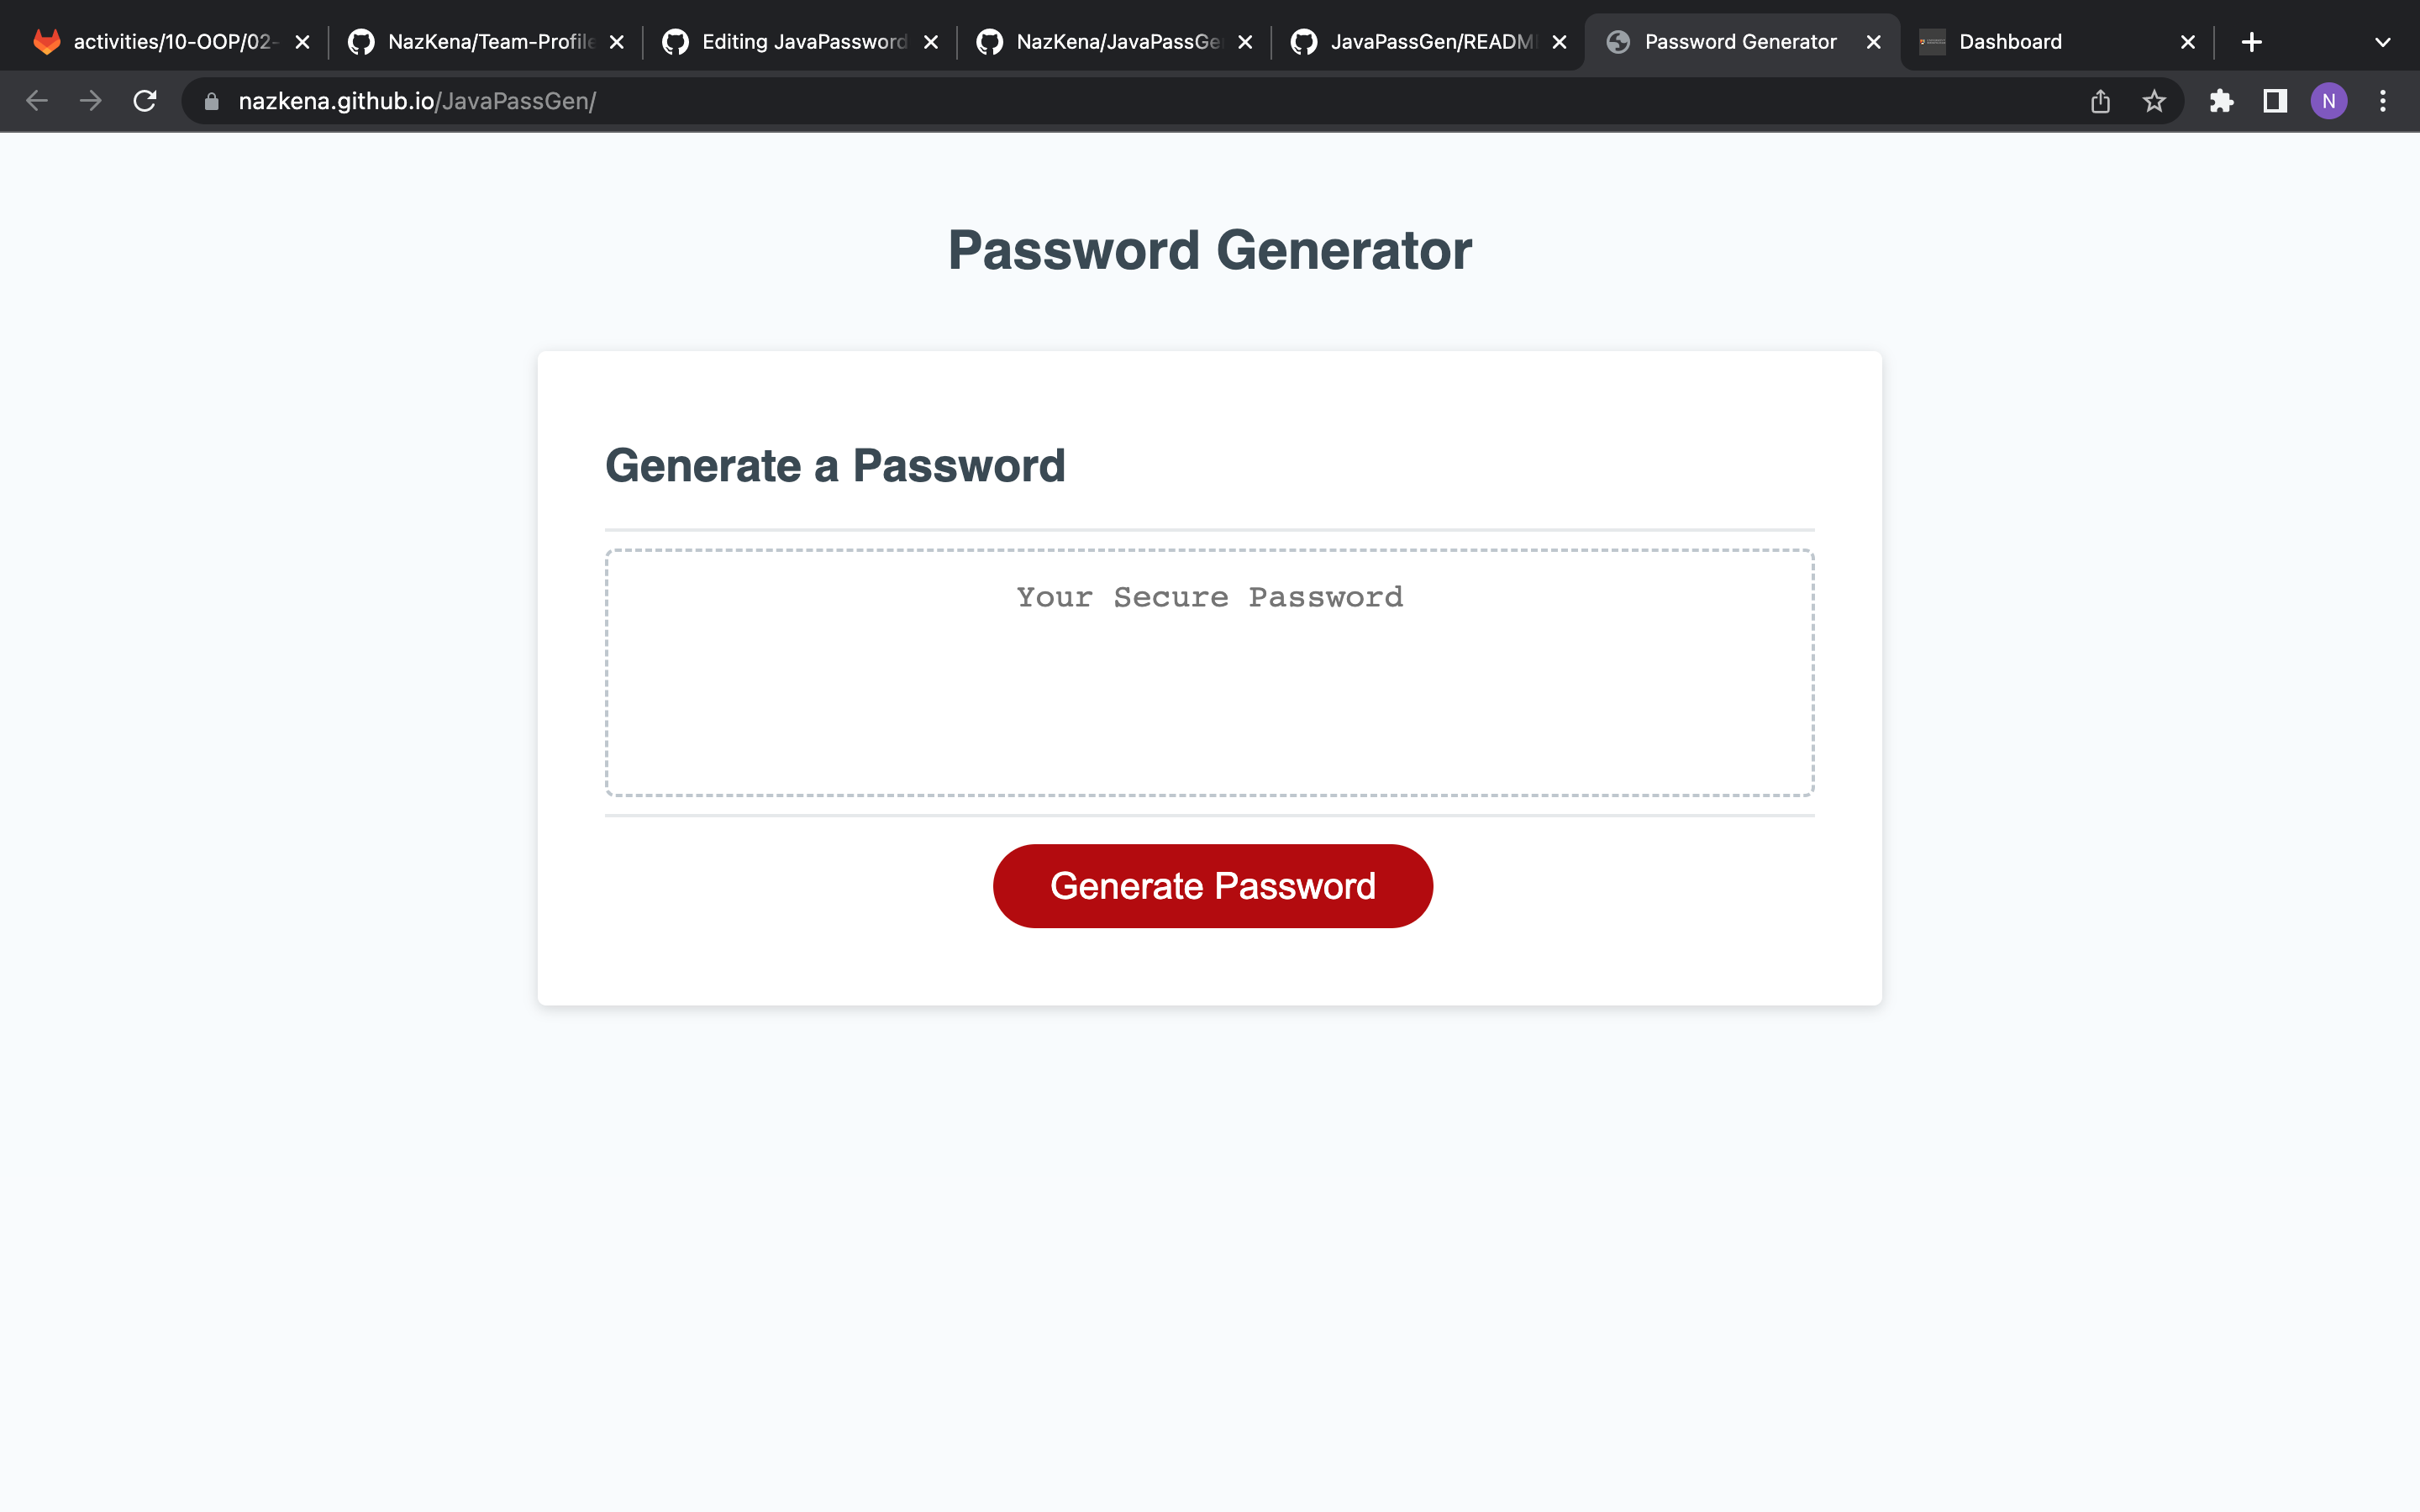 activities/10-OOP/02-
NazKena/Team-Profile
Editing JavaPassword
NazKena/JavaPassGe
JavaPassGen/READM
Password Generator
Dashboard
nazkena.github.io/JavaPassGen/
N
Password Generator
Generate a Password
Your Secure Password
Generate Password